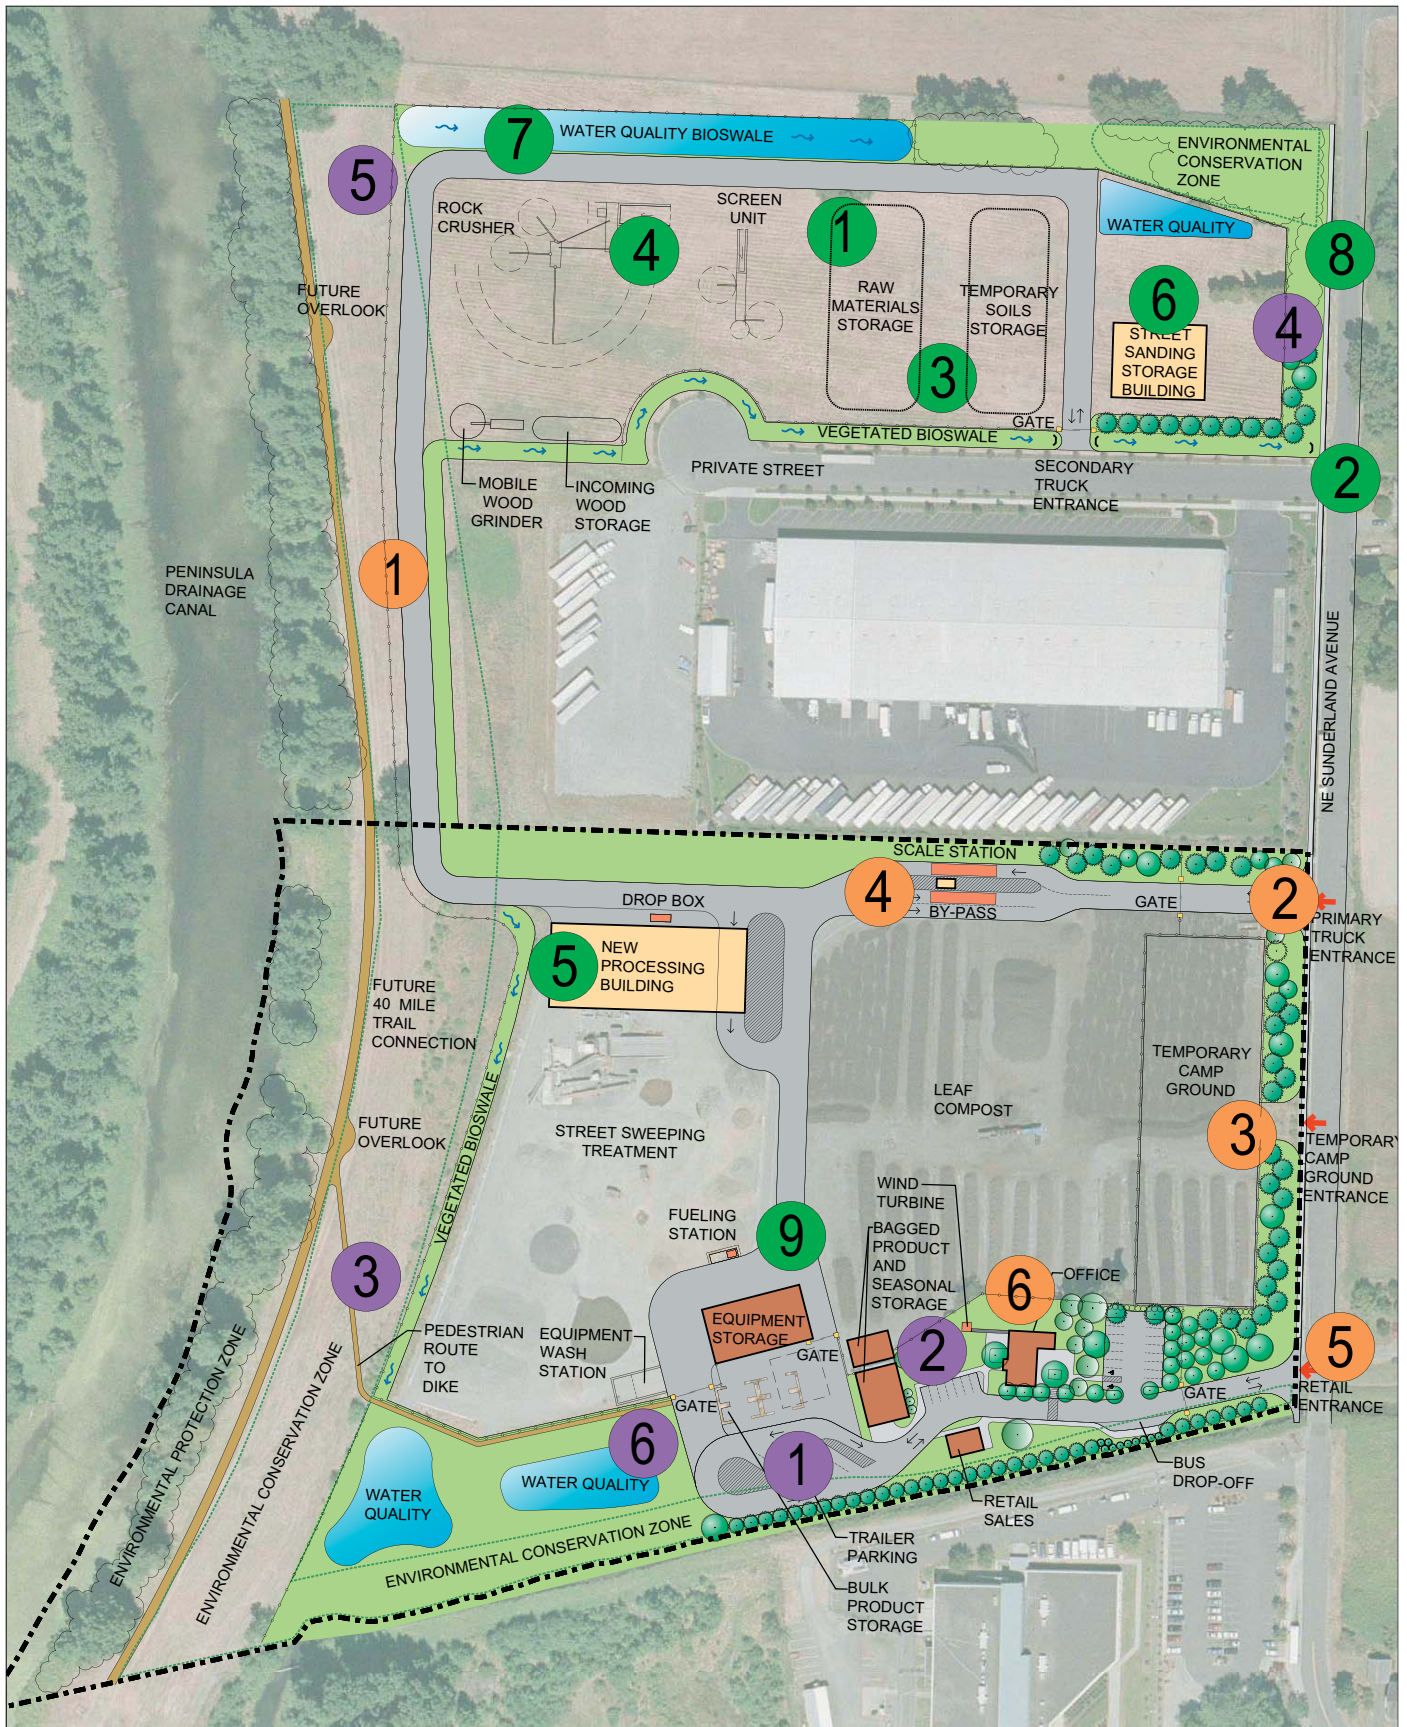 7
WATER QUALITY BIOSWALE
ENVIRONMENTAL
CONSERVATION
ZONE
5
ROCK
CRUSHER
SCREEN
UNIT
1
4
WATER QUALITY
8
FUTURE
OVERLOOK
RAW
MATERIALS
STORAGE
TEMPORARY
SOILS
STORAGE
6
4
STREET
SANDING
STORAGE
BUILDING
3
GATE
VEGETATED BIOSWALE
PRIVATE STREET
SECONDARY
TRUCK
ENTRANCE
2
MOBILE
WOOD
GRINDER
INCOMING
WOOD
STORAGE
1
PENINSULA
DRAINAGE
CANAL
NE SUNDERLAND AVENUE
SCALE STATION
4
BY-PASS
GATE
2
PRIMARY
TRUCK
ENTRANCE
DROP BOX
5
NEW
PROCESSING
BUILDING
FUTURE
40 MILE
TRAIL
CONNECTION
TEMPORARY
CAMP
GROUND
LEAF
COMPOST
FUTURE
OVERLOOK
STREET SWEEPING
TREATMENT
3
TEMPORARY
CAMP
GROUND
ENTRANCE
VEGETATED BIOSWALE
WIND
TURBINE
FUELING
STATION
9
BAGGED
PRODUCT
AND
SEASONAL
STORAGE
3
6
OFFICE
EQUIPMENT
STORAGE
PEDESTRIAN
ROUTE
TO
DIKE
EQUIPMENT
WASH
STATION
GATE
2
5
GATE
GATE
RETAIL
ENTRANCE
6
1
WATER QUALITY
WATER
QUALITY
BUS
DROP-OFF
RETAIL
SALES
TRAILER
PARKING
BULK
PRODUCT
STORAGE
ENVIRONMENTAL PROTECTION ZONE
ENVIRONMENTAL CONSERVATION ZONE
ENVIRONMENTAL CONSERVATION ZONE